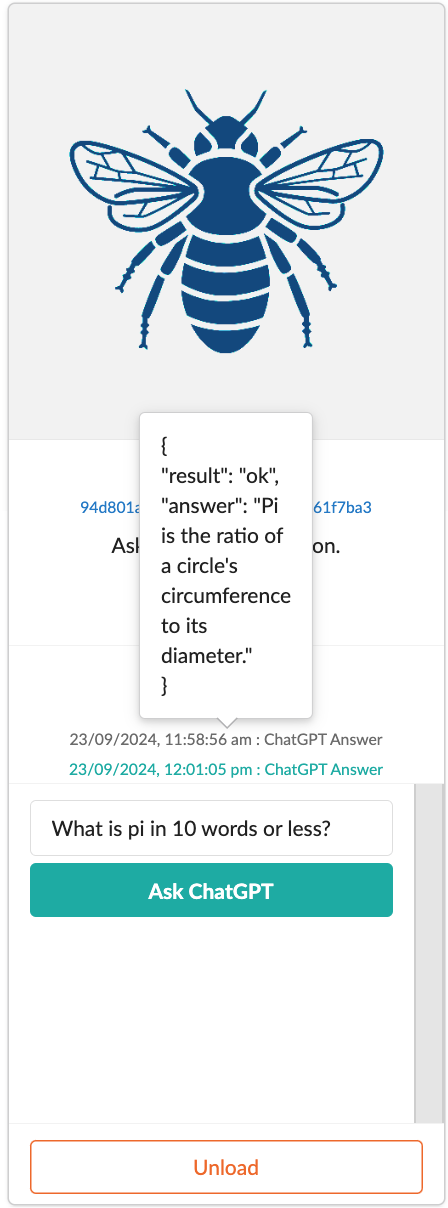 {
"result": "ok",
"answer": "Pi
is the ratio of
a circle's
circumference
to its
diameter."
}
94d801a 61f7ba3
Ask on.
23/09/2024, 11:58:56 am : ChatGPT Answer
23/09/2024, 12:01:05 pm : ChatGPT Answer
What is pi in 10 words or less?
Ask ChatGPT
Unload